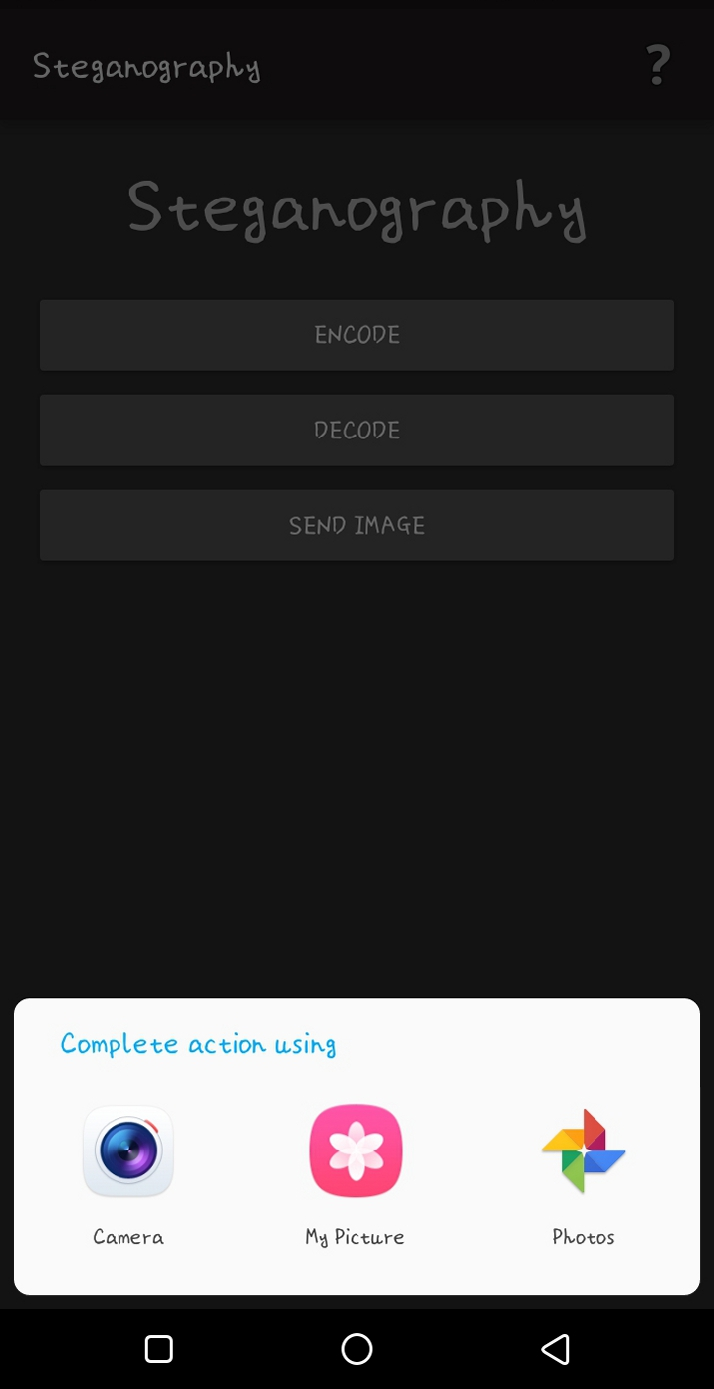 Steganography ?
Steganography
ENCODE
DECODE
SEND IMAGE
Complete action using
Camera My Picture Photos